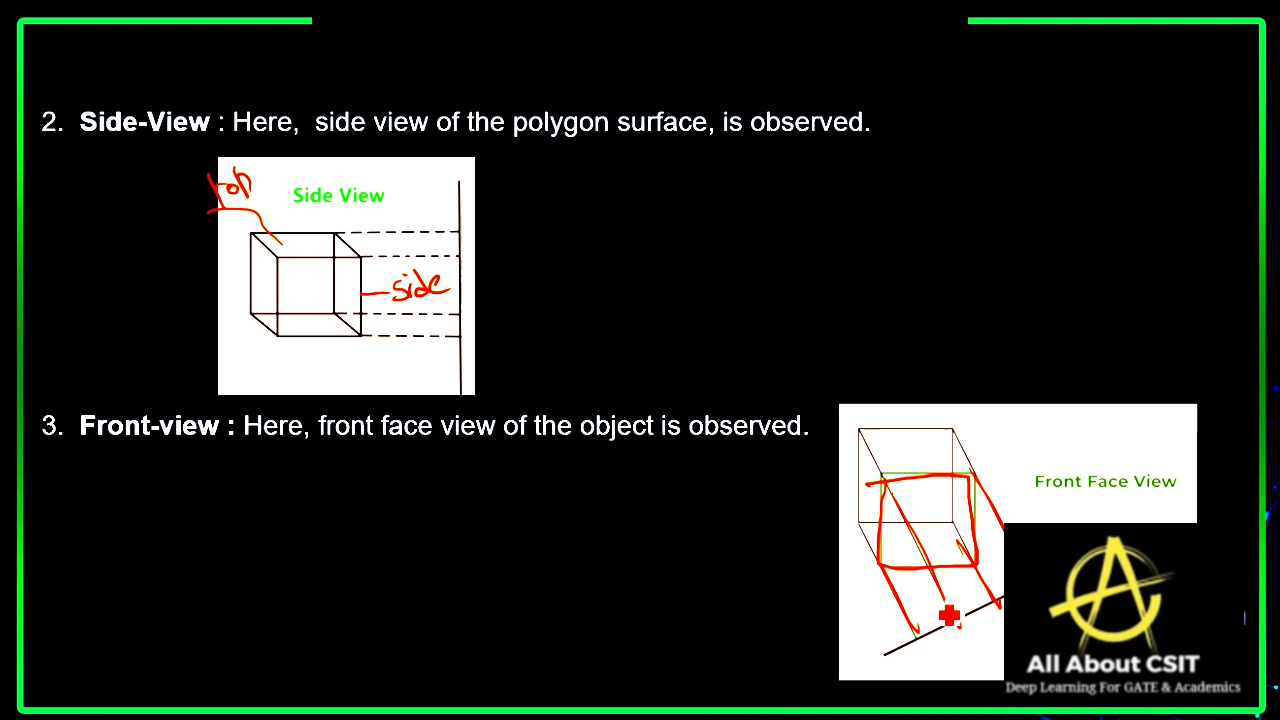 2. Side-View : Here, side view of the polygon surface, is observed.
top
Side View
side
3. Front-view : Here, front face view of the object is observed.
Front Face View
All About CSIT
Deep Learning For GATE & Academics